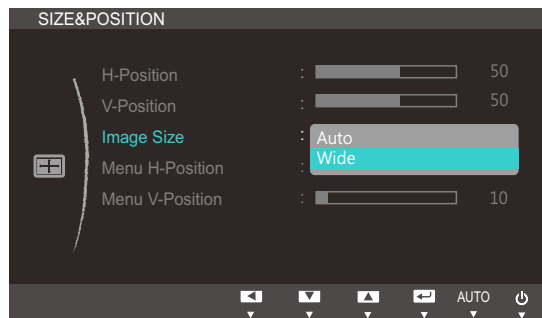 SIZE&POSITION
H-Position : 50
V-Position : 50
Image Size : Auto
Wide
Menu H-Position :
Menu V-Position : 10
AUTO